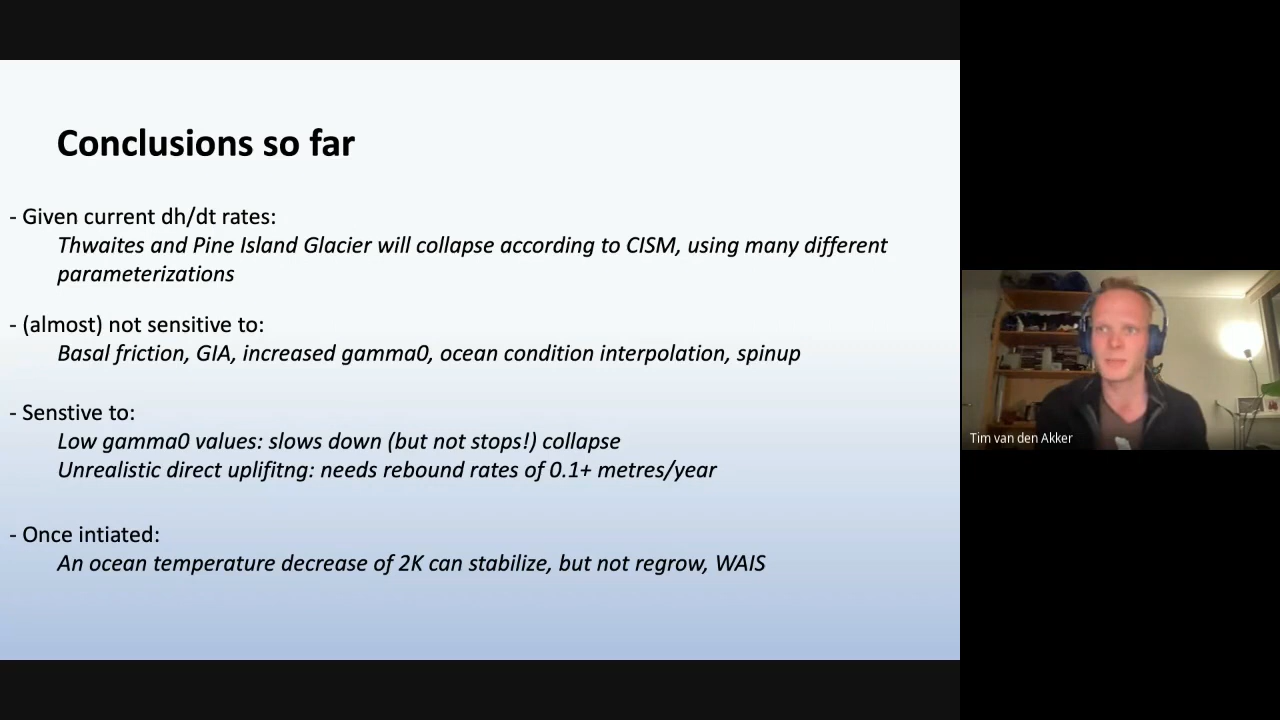 Conclusions so far
- Given current dh/dt rates:
Thwaites and Pine Island Glacier will collapse according to CISM, using many different
parameterizations
- (almost) not sensitive to:
Basal friction, GIA, increased gamma0, ocean condition interpolation, spinup
- Senstive to:
Low gamma0 values: slows down (but not stops!) collapse
Unrealistic direct uplifitng: needs rebound rates of 0.1+ metres/year
- Once intiated:
An ocean temperature decrease of 2K can stabilize, but not regrow, WAIS
Tim van den Akker